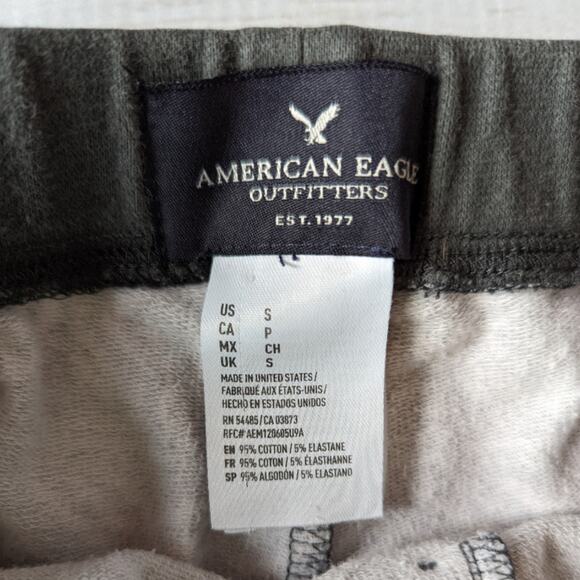 AMERICAN EAGLE
OUTFITTERS
EST. 1977
US S
CA P
MX CH
UK S
MADE IN UNITED STATES /
FABRIQUÉ AUX ÉTATS-UNIS /
HECHO EN ESTADOS UNIDOS
RN 54485/CA 03873
RFC# AEM120605U9A
EN 95% COTTON / 5% ELASTANE
FR 95% COTON / 5% ÉLASTHANNE
SP 95% ALGODÓN / 5% ELASTANO